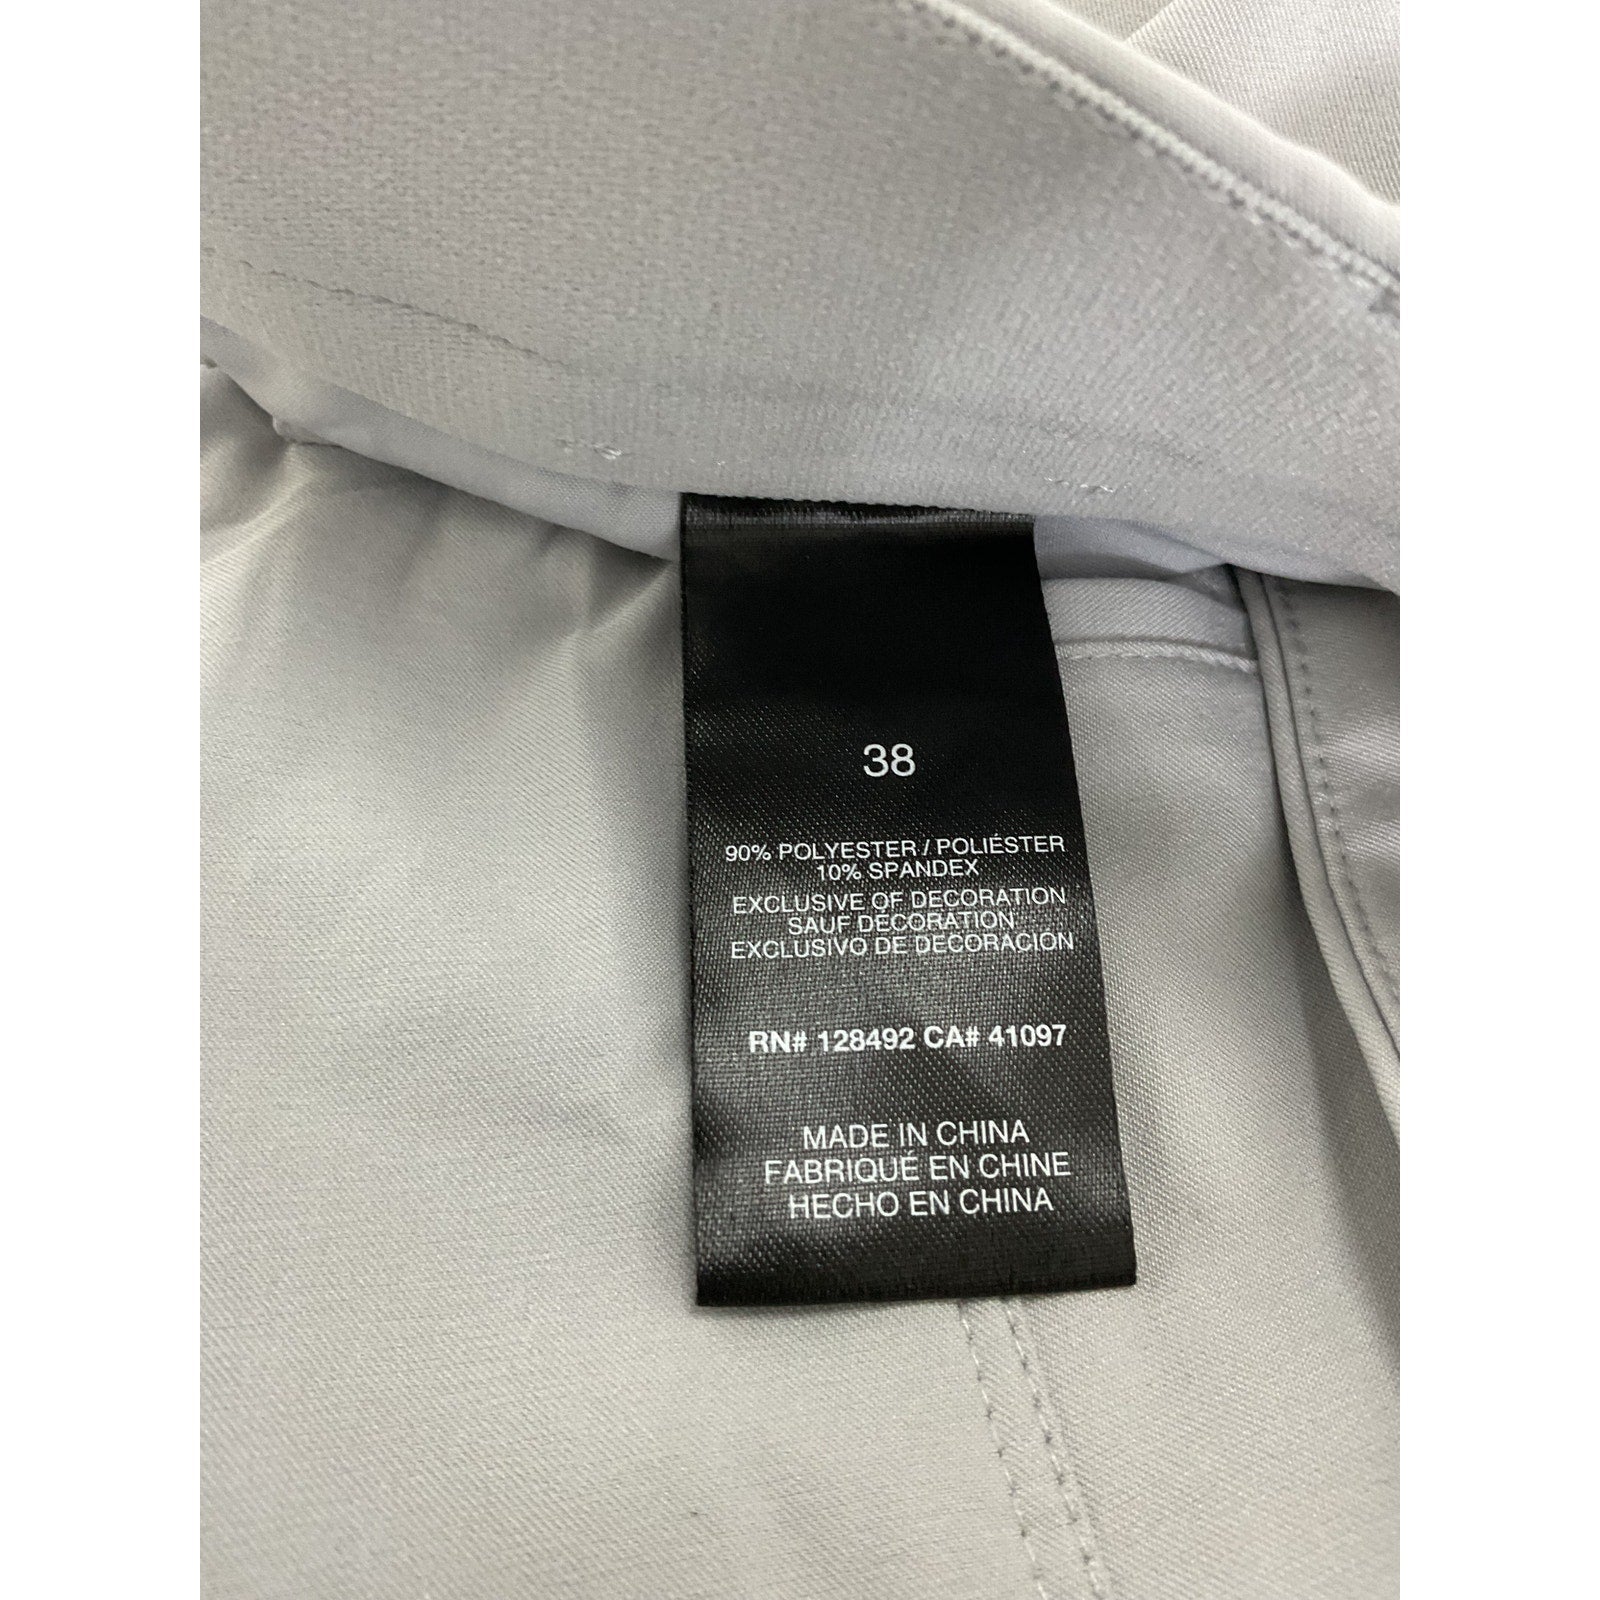 38
90% POLYESTER / POLIÉSTER
10% SPANDEX
EXCLUSIVE OF DECORATION
SAUF DÉCORATION
EXCLUSIVO DE DECORACIÓN
RN# 128492 CA# 41097
MADE IN CHINA
FABRIQUÉ EN CHINE
HECHO EN CHINA